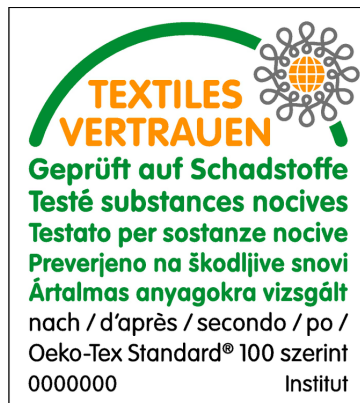 TEXTILES
VERTRAUEN
Geprüft auf Schadstoffe
Testé substances nocives
Testato per sostanze nocive
Preverjeno na škodljive snovi
Ártalmas anyagokra vizsgált
nach / d'après / secondo / po /
Oeko-Tex Standard® 100 szerint
0000000 Institut